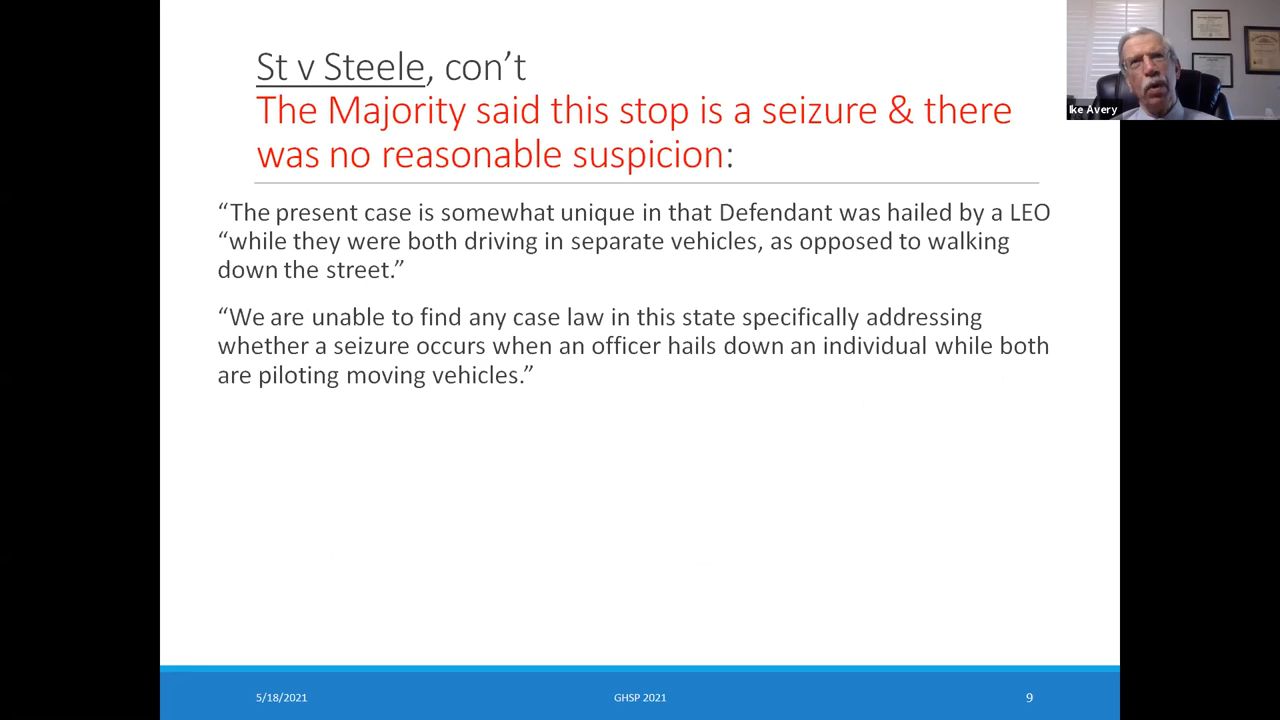 St v Steele, con’t
The Majority said this stop is a seizure & there
was no reasonable suspicion:
“The present case is somewhat unique in that Defendant was hailed by a LEO
“while they were both driving in separate vehicles, as opposed to walking
down the street.”
“We are unable to find any case law in this state specifically addressing
whether a seizure occurs when an officer hails down an individual while both
are piloting moving vehicles.”
Ike Avery
5/18/2021
GHSP 2021
9